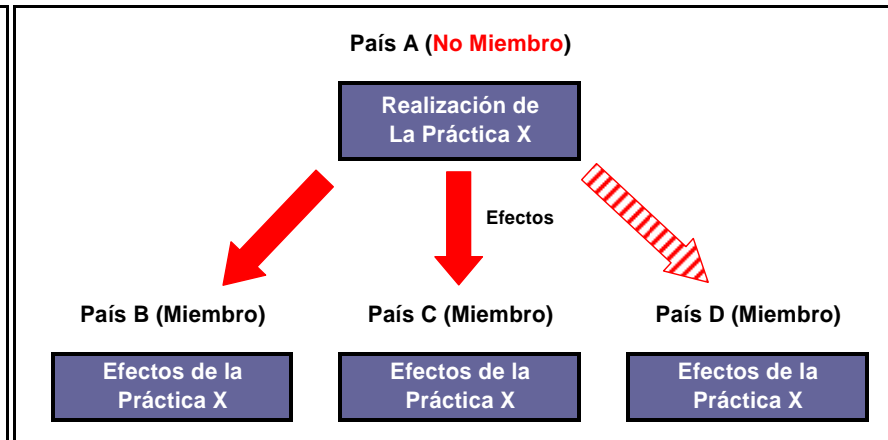 País A (No Miembro)
Realización de
La Práctica X
Efectos
País B (Miembro)
País C (Miembro)
País D (Miembro)
Efectos de la
Práctica X
Efectos de la
Práctica X
Efectos de la
Práctica X